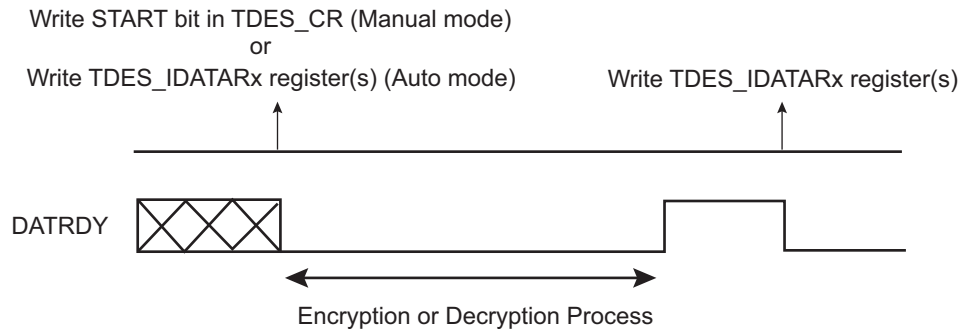 Write START bit in TDES_CR (Manual mode)
or
Write TDES_IDATARx register(s) (Auto mode)
Write TDES_IDATARx register(s)
DATRDY
Encryption or Decryption Process